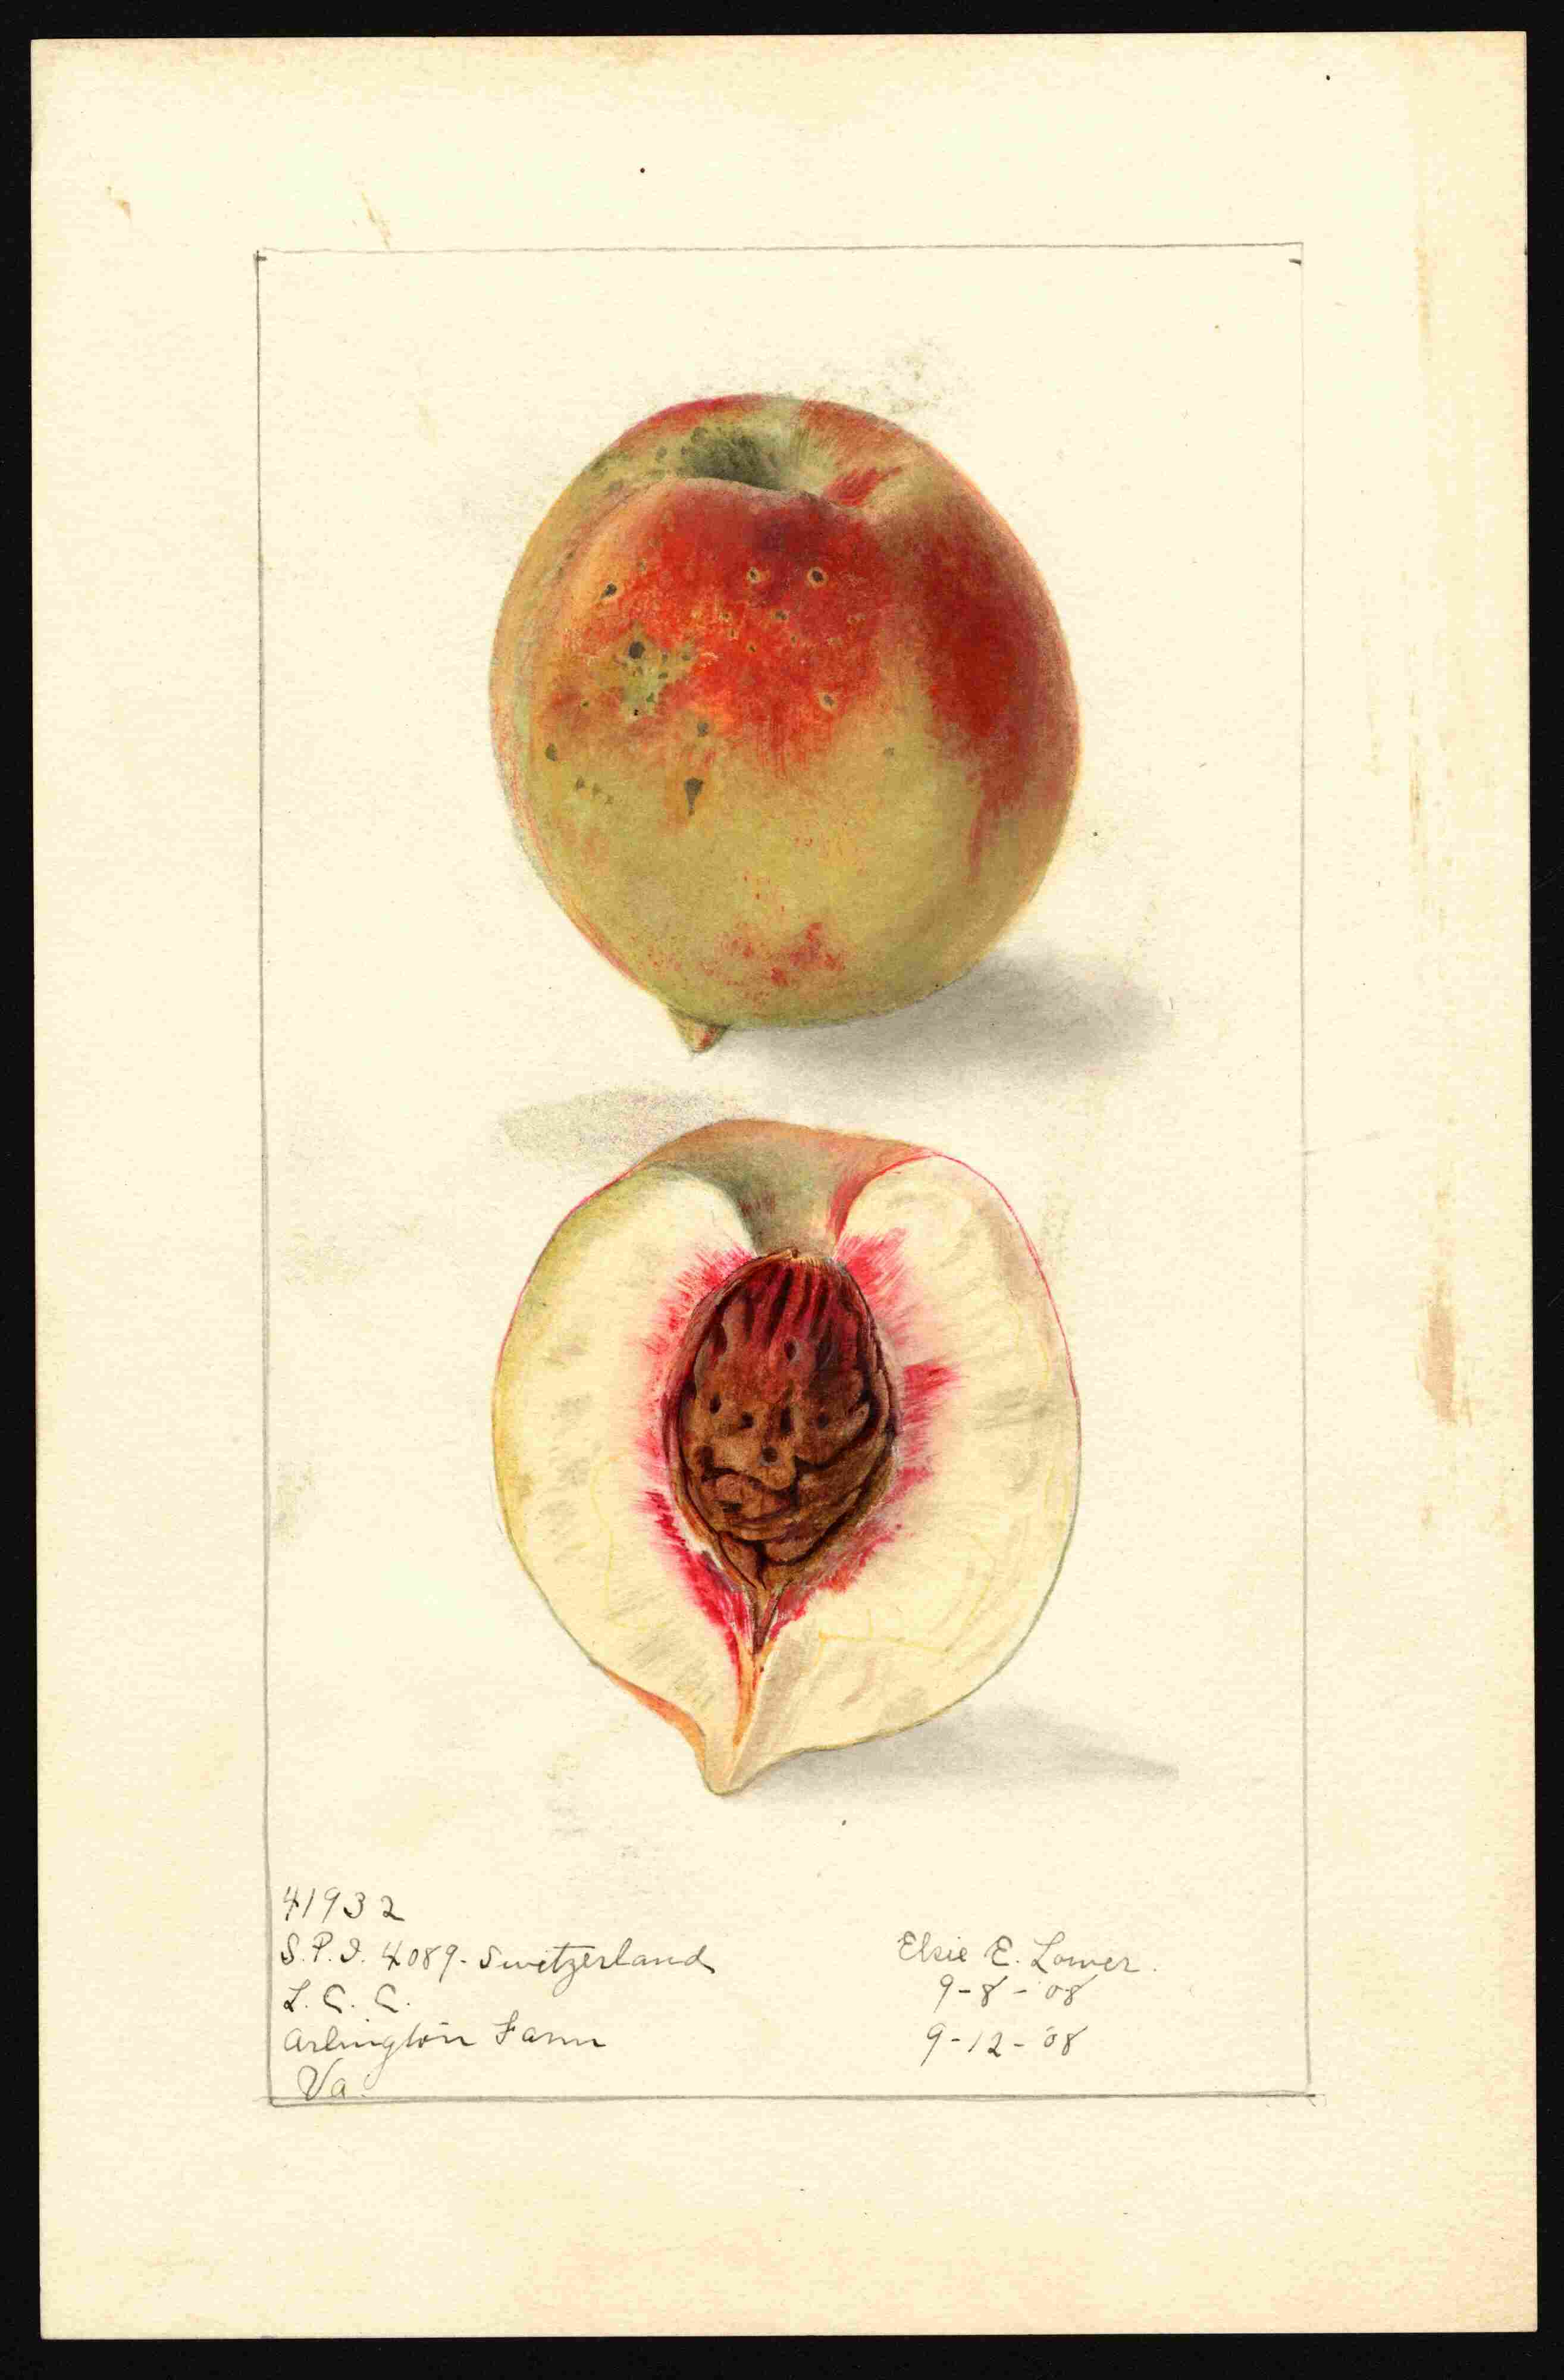 41932
S.P.I. 4089. Switzerland
L. C. C.
Arlington Farm
Va.
Elsie E. Lower.
9-8-'08
9-12-'08